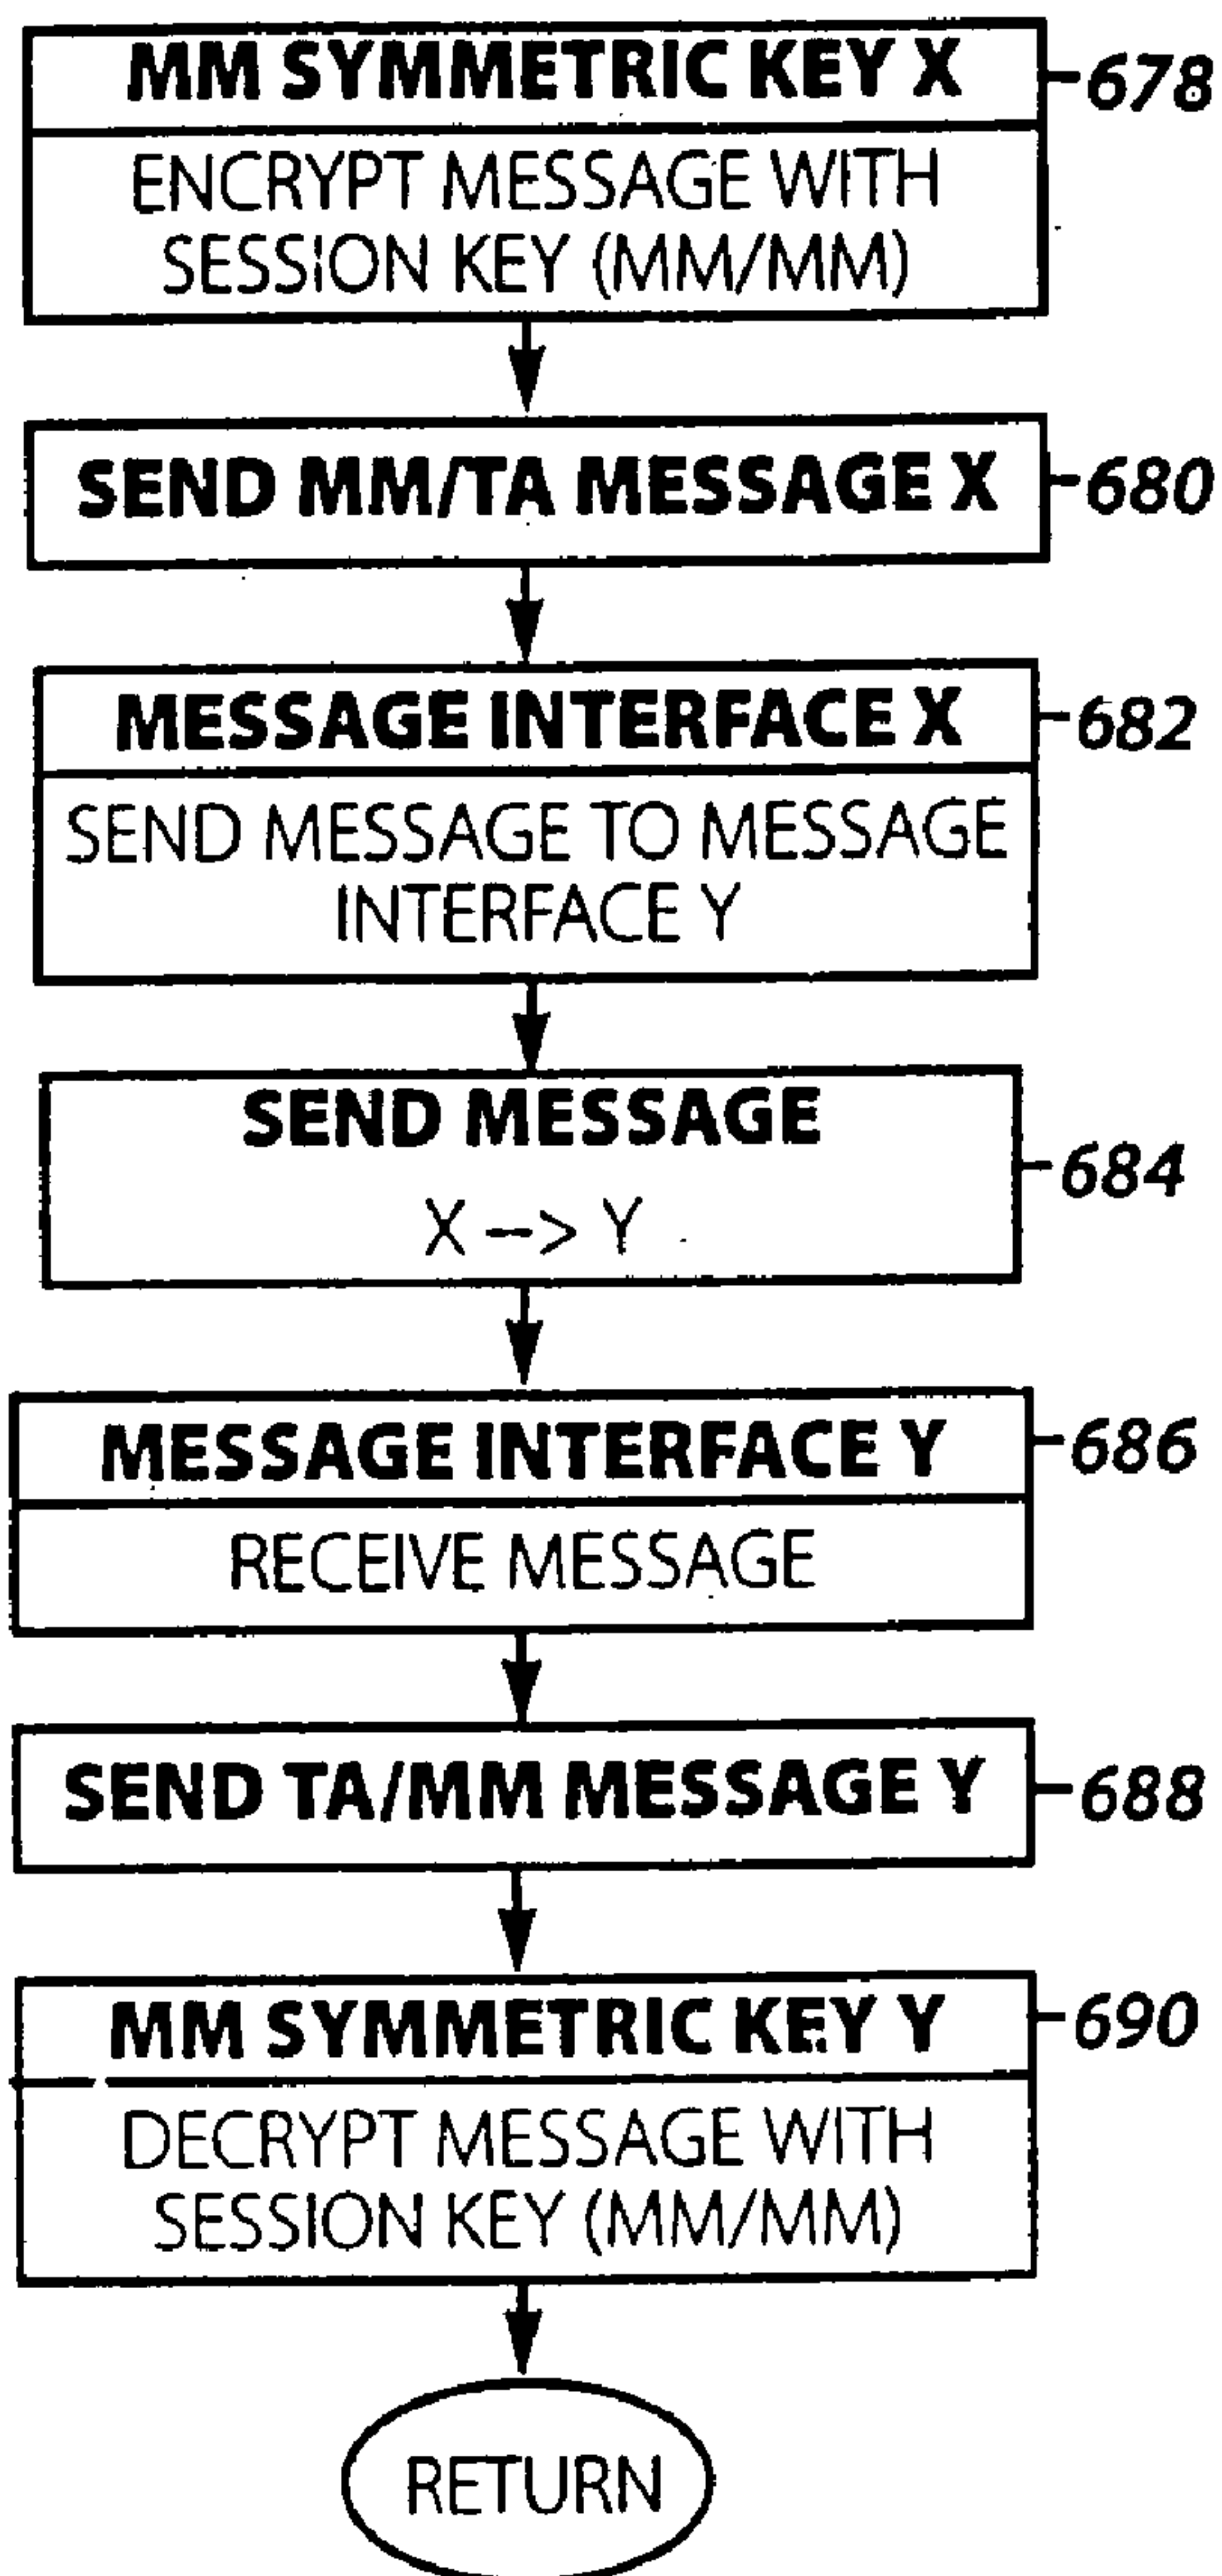 MM SYMMETRIC KEY X
678
ENCRYPT MESSAGE WITH
SESSION KEY (MM/MM)
SEND MM/TA MESSAGE X
680
MESSAGE INTERFACE X
682
SEND MESSAGE TO MESSAGE
INTERFACE Y
SEND MESSAGE
684
X --> Y
MESSAGE INTERFACE Y
686
RECEIVE MESSAGE
SEND TA/MM MESSAGE Y
688
MM SYMMETRIC KEY Y
690
DECRYPT MESSAGE WITH
SESSION KEY (MM/MM)
RETURN